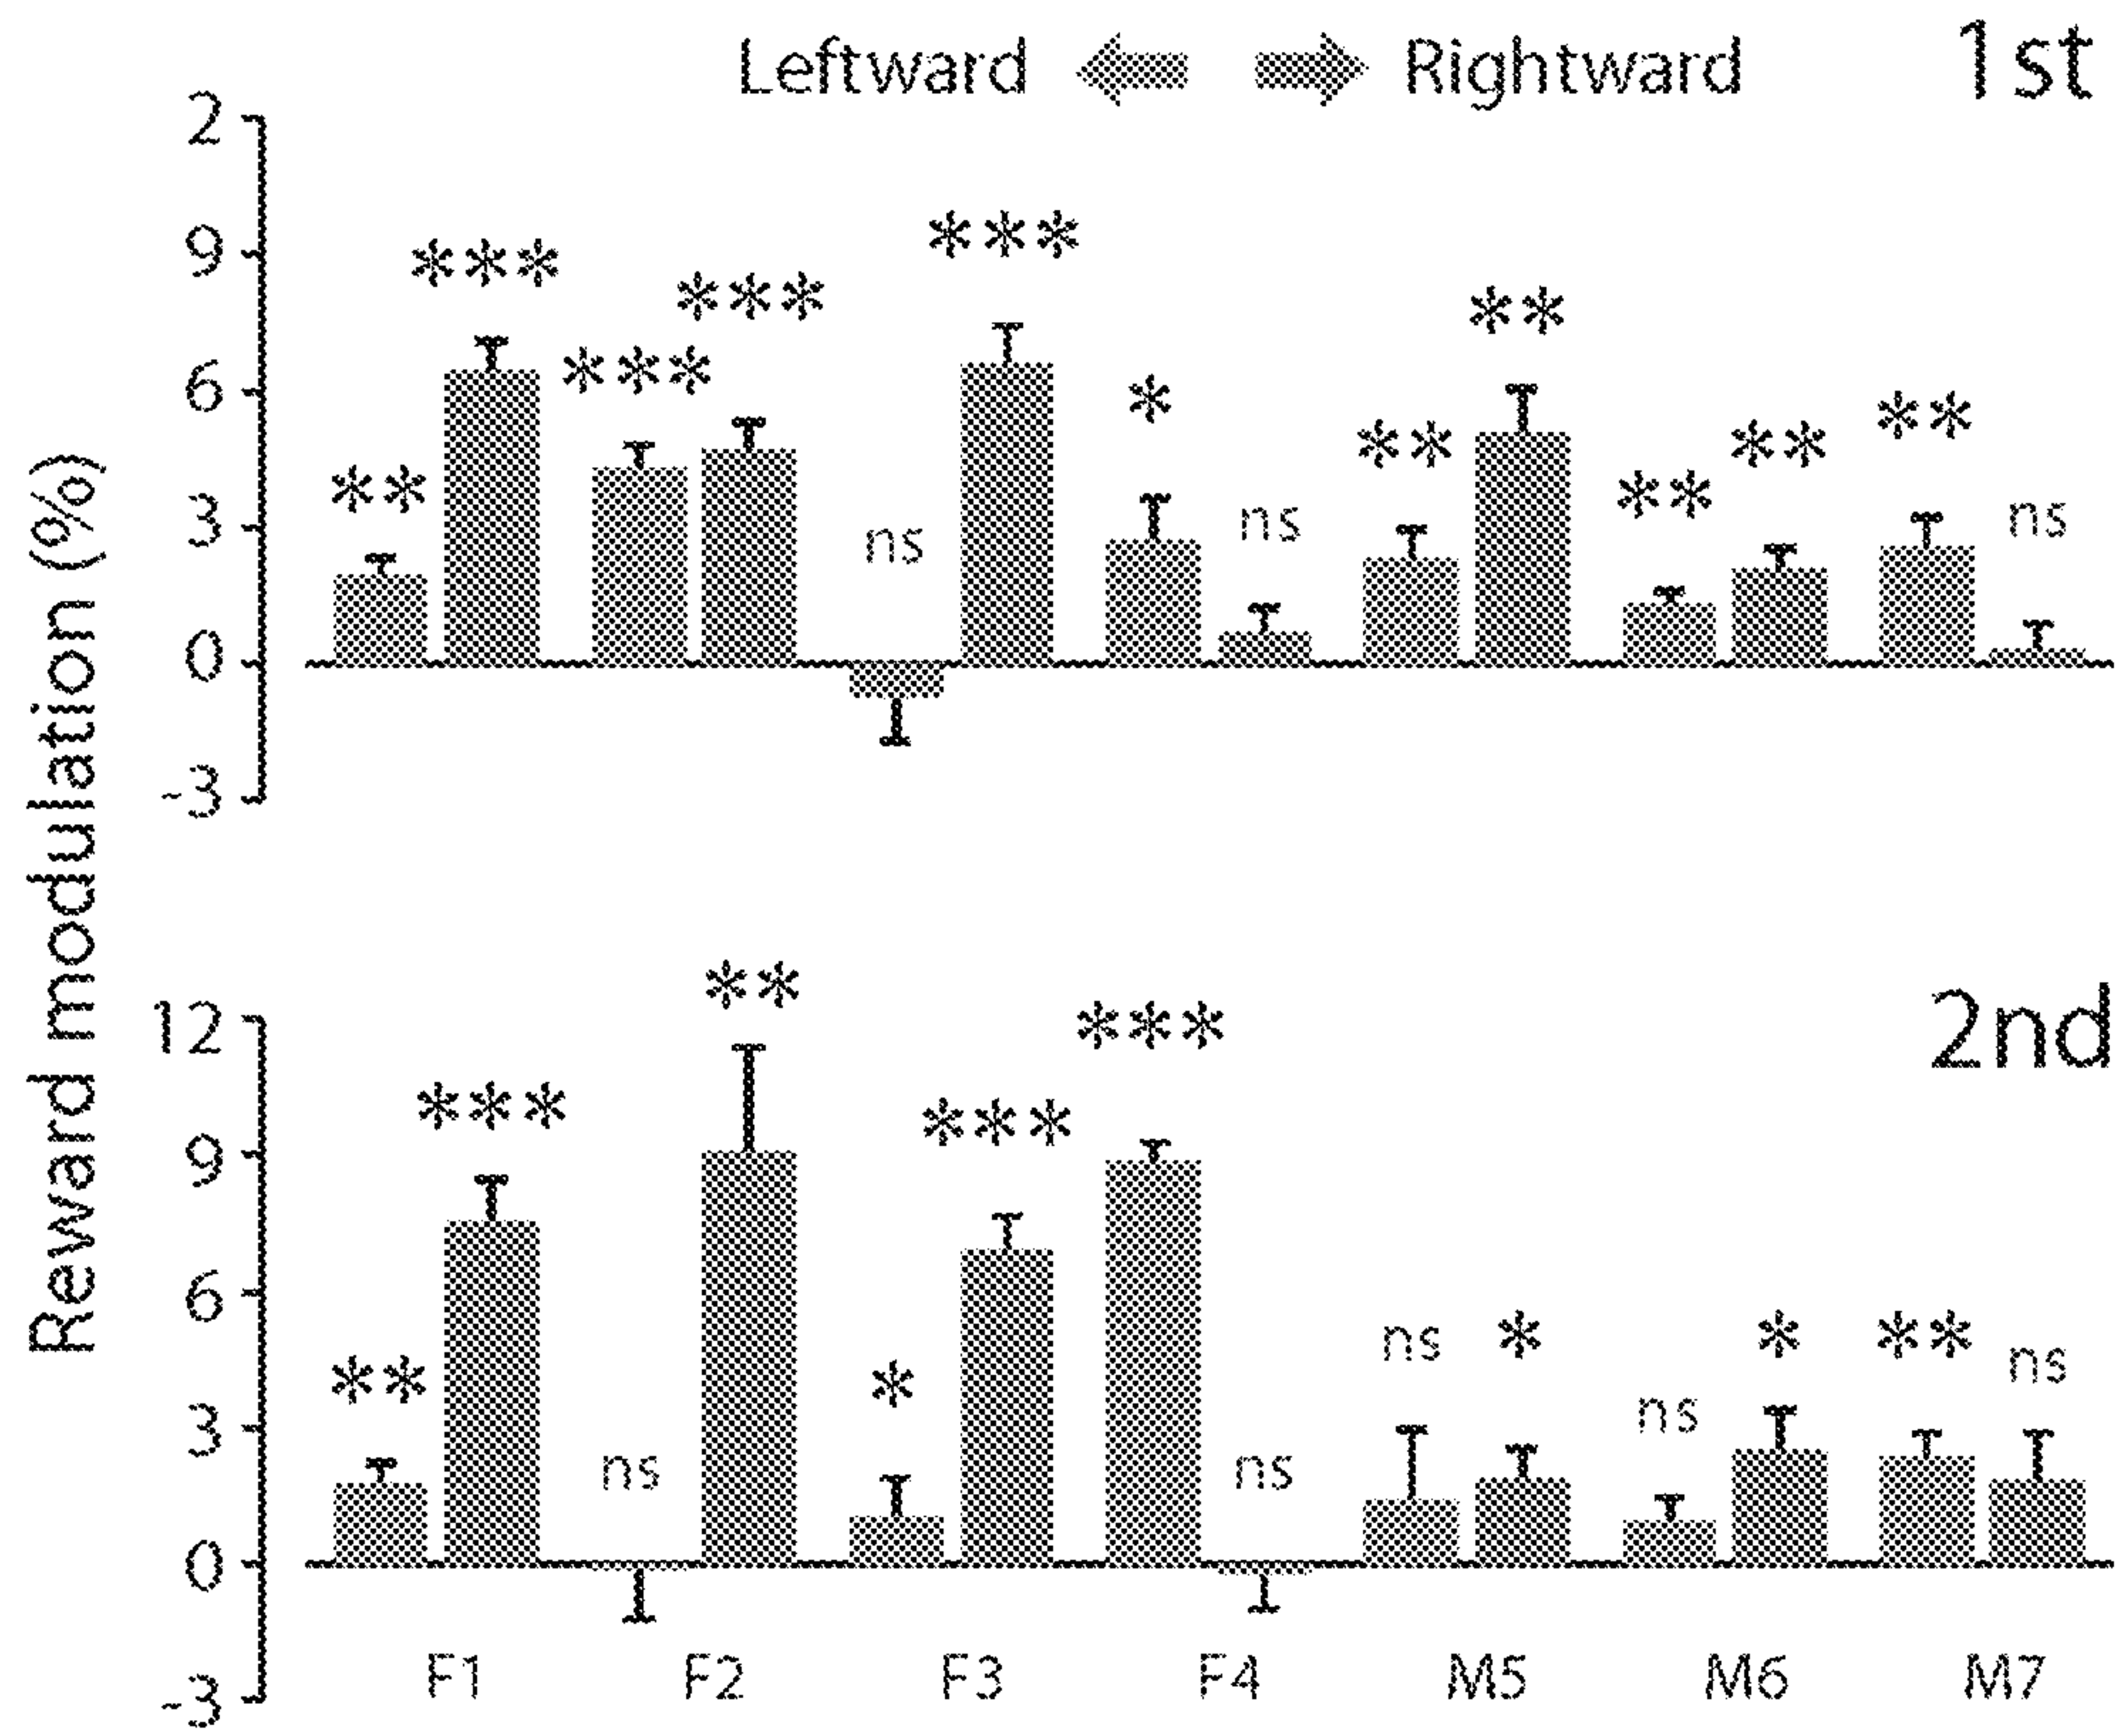 Leftward Rightward 1st
2
9
6
3
0
-3
*** 
***
***
***
**
**
ns
*
ns
**
**
**
**
ns
Reward modulation (%)
2nd
12
9
6
3
0
-3
**
***
ns
**
*
***
***
ns
ns
*
ns
*
**
ns
F1 F2 F3 F4 M5 M6 M7